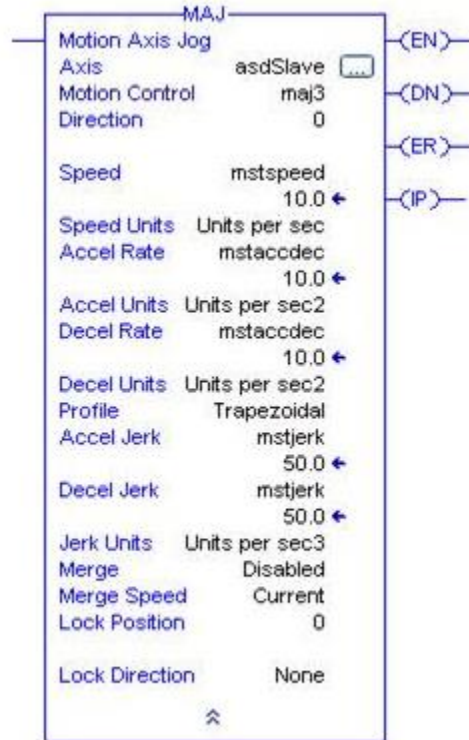 MAJ
Motion Axis Jog
(EN)
Axis asdSlave ...
Motion Control maj3
(DN)
Direction 0
(ER)
Speed mstspeed
10.0
(IP)
Speed Units Units per sec
Accel Rate mstaccdec
10.0
Accel Units Units per sec2
Decel Rate mstaccdec
10.0
Decel Units Units per sec2
Profile Trapezoidal
Accel Jerk mstjerk
50.0
Decel Jerk mstjerk
50.0
Jerk Units Units per sec3
Merge Disabled
Merge Speed Current
Lock Position 0
Lock Direction None